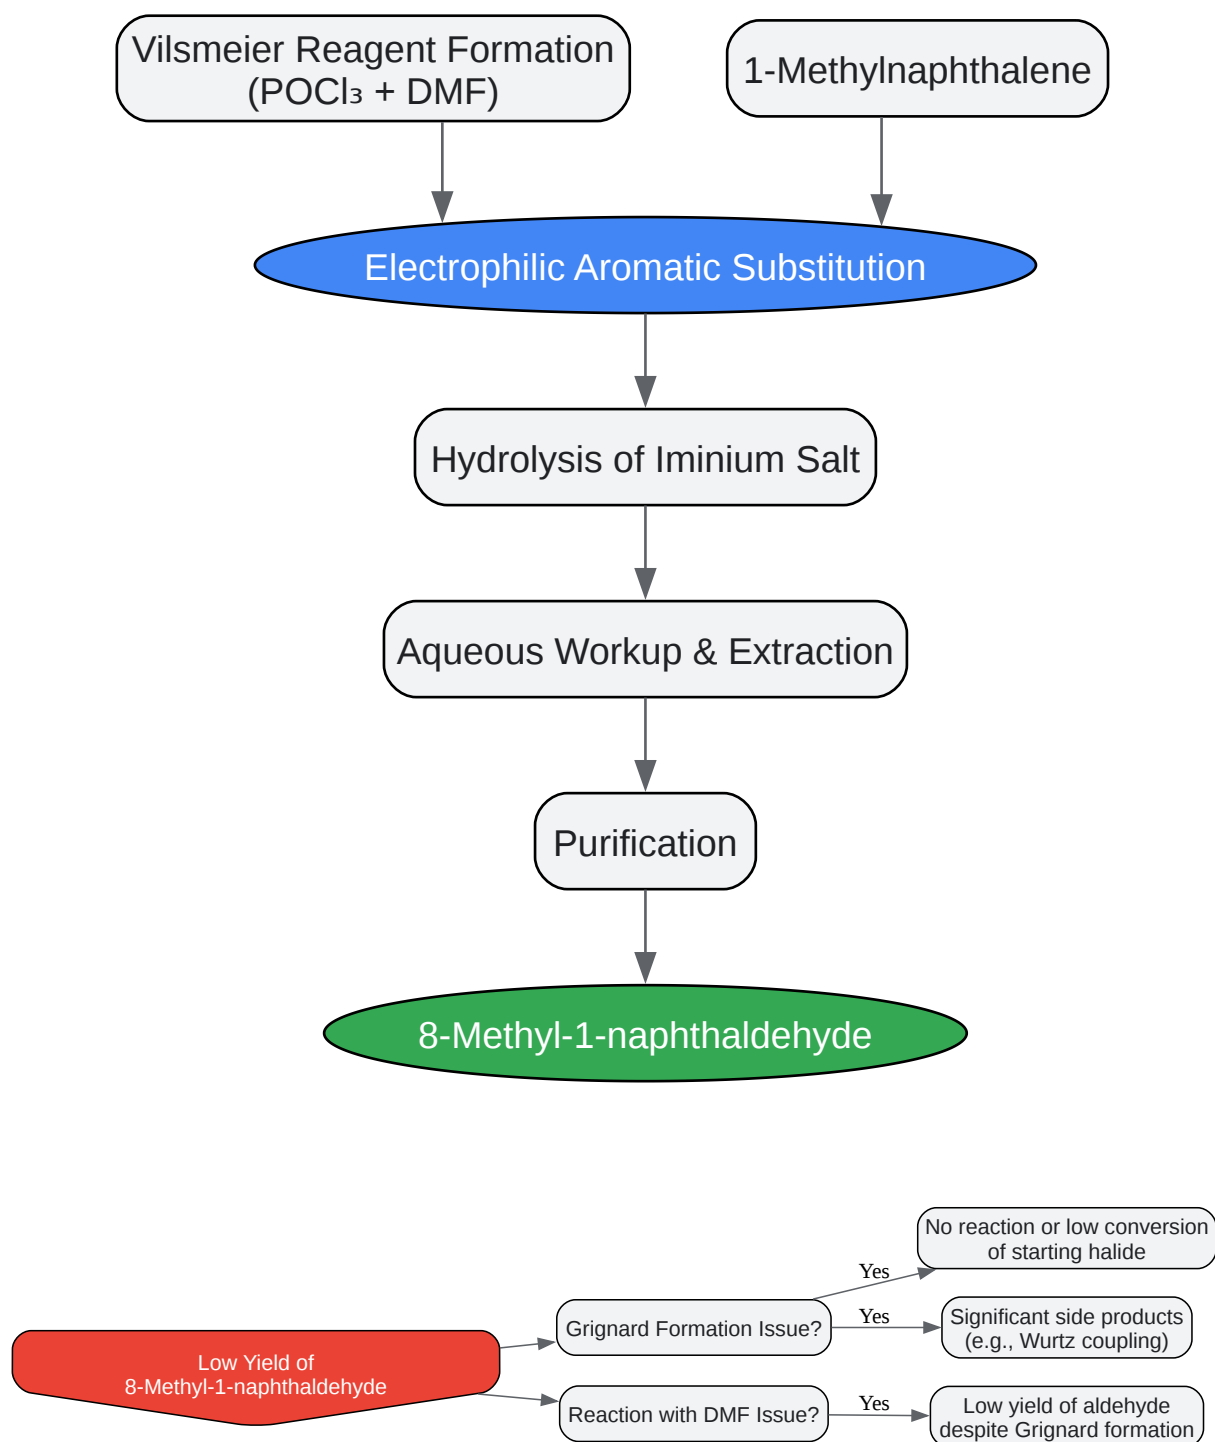 Vilsmeier Reagent Formation
(POCl₃ + DMF)
1-Methylnaphthalene
Electrophilic Aromatic Substitution
Hydrolysis of Iminium Salt
Aqueous Workup & Extraction
Purification
8-Methyl-1-naphthaldehyde
No reaction or low conversion
of starting halide
Yes
Grignard Formation Issue?
Yes
Significant side products
(e.g., Wurtz coupling)
Low Yield of
8-Methyl-1-naphthaldehyde
Reaction with DMF Issue?
Yes
Low yield of aldehyde
despite Grignard formation